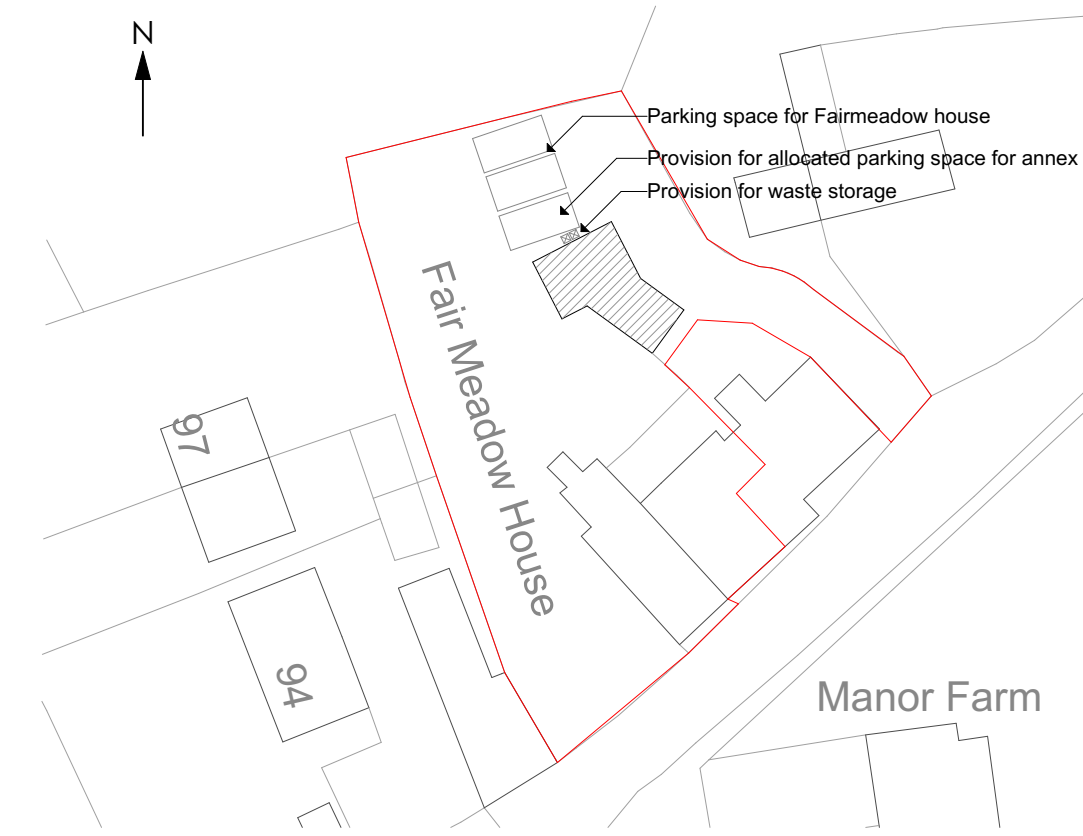 N
Parking space for Fairmeadow house
Provision for allocated parking space for annex
Provision for waste storage
Fair Meadow House
97
94
Manor Farm